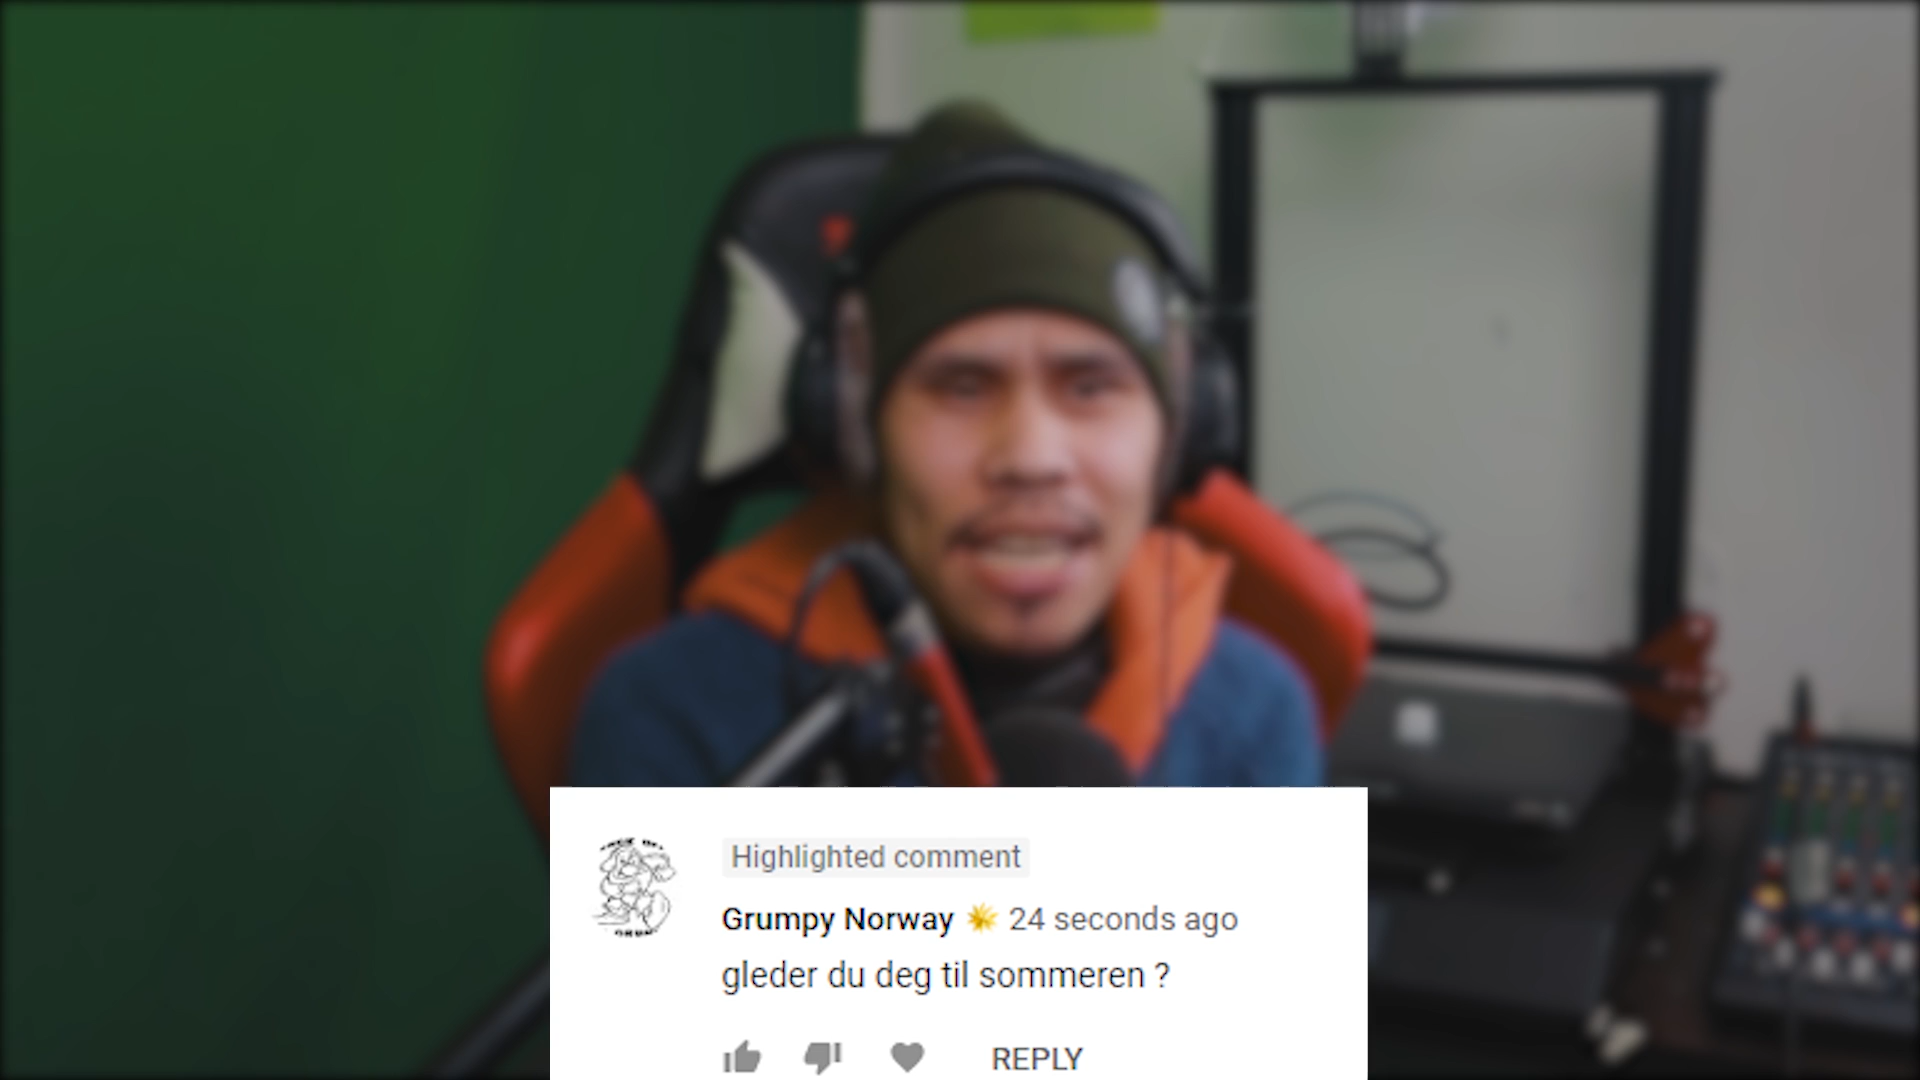 Highlighted comment
Grumpy Norway 24 seconds ago
gleder du deg til sommeren ?
REPLY